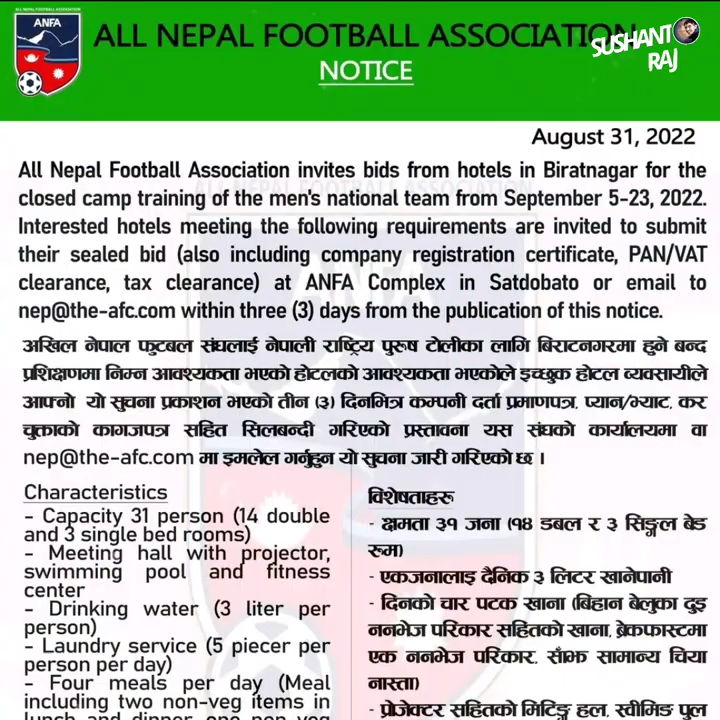 ALL NEPAL FOOTBALL ASSOCIATION
ANFA
ALL NEPAL FOOTBALL ASSOCIATION
NOTICE
SUSHANT
RAJ
August 31, 2022
All Nepal Football Association invites bids from hotels in Biratnagar for the
closed camp training of the men's national team from September 5-23, 2022.
Interested hotels meeting the following requirements are invited to submit
their sealed bid (also including company registration certificate, PAN/VAT
clearance, tax clearance) at ANFA Complex in Satdobato or email to
nep@the-afc.com within three (3) days from the publication of this notice.
अखिल नेपाल फुटबल संघलाई नेपाली राष्ट्रिय पुरुष टोलीका लागि बिराटनगरमा हुने बन्द
प्रशिक्षणमा निम्न आवश्यकता भएको होटलको आवश्यकता भएकोले इच्छुक होटल व्यवसायीले
आफ्नो यो सुचना प्रकाशन भएको तीन (३) दिनभित्र कम्पनी दर्ता प्रमाणपत्र, प्यान/भ्याट, कर
चुक्ताको कागजपत्र सहित सिलबन्दी गरिएको प्रस्तावना यस संघको कार्यालयमा वा
nep@the-afc.com मा इमलेल गर्नुहुन यो सुचना जारी गरिएको छ ।
Characteristics
- Capacity 31 person (14 double
and 3 single bed rooms)
- Meeting hall with projector,
swimming pool and fitness
center
- Drinking water (3 liter per
person)
- Laundry service (5 piecer per
person per day)
- Four meals per day (Meal
including two non-veg items in
lunch and dinner, one non-veg
विशेषताहरु
- क्षमता ३१ जना (१४ डबल र ३ सिङ्गल बेड
रुम)
- एकजनालाई दैनिक ३ लिटर खानेपानी
- दिनको चार पटक खाना (बिहान बेलुका दुइ
ननभेज परिकार सहितको खाना, ब्रेकफास्टमा
एक ननभेज परिकार, साँझ सामान्य चिया
नास्ता)
- प्रोजेक्टर सहितको मिटिङ्ग हल, स्वीमिङ पुल